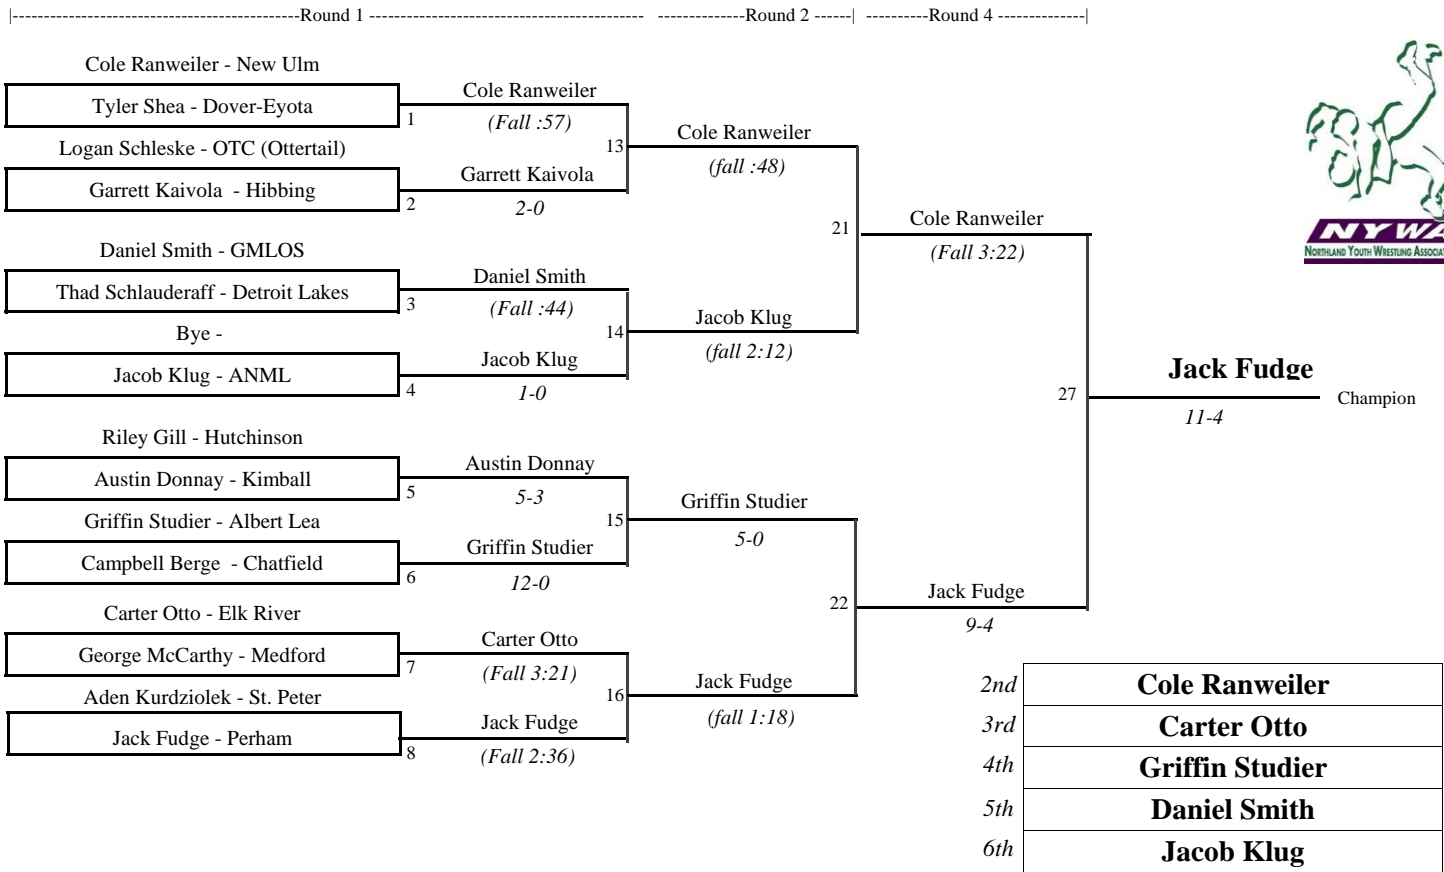 |-------------------------------------------Round 1 ----------------------------------------- --------------Round 2 ------| ----------Round 4 --------------|
Cole Ranweiler - New Ulm
Tyler Shea - Dover-Eyota
1
Cole Ranweiler
(Fall :57)
Logan Schleske - OTC (Ottertail)
Garrett Kaivola - Hibbing
2
Garrett Kaivola
2-0
13
Cole Ranweiler
(fall :48)
Daniel Smith - GMLOS
Thad Schlauderaff - Detroit Lakes
3
Daniel Smith
(Fall :44)
Bye -
Jacob Klug - ANML
4
Jacob Klug
1-0
14
Jacob Klug
(fall 2:12)
21
Cole Ranweiler
(Fall 3:22)
Riley Gill - Hutchinson
Austin Donnay - Kimball
5
Austin Donnay
5-3
Griffin Studier - Albert Lea
Campbell Berge - Chatfield
6
Griffin Studier
12-0
15
Griffin Studier
5-0
Carter Otto - Elk River
George McCarthy - Medford
7
Carter Otto
(Fall 3:21)
Aden Kurdziolek - St. Peter
Jack Fudge - Perham
8
Jack Fudge
(Fall 2:36)
16
Jack Fudge
(fall 1:18)
22
Jack Fudge
9-4
27
Jack Fudge
11-4
Champion
NYWA
NORTHLAND YOUTH WRESTLING
2nd Cole Ranweiler
3rd Carter Otto
4th Griffin Studier
5th Daniel Smith
6th Jacob Klug